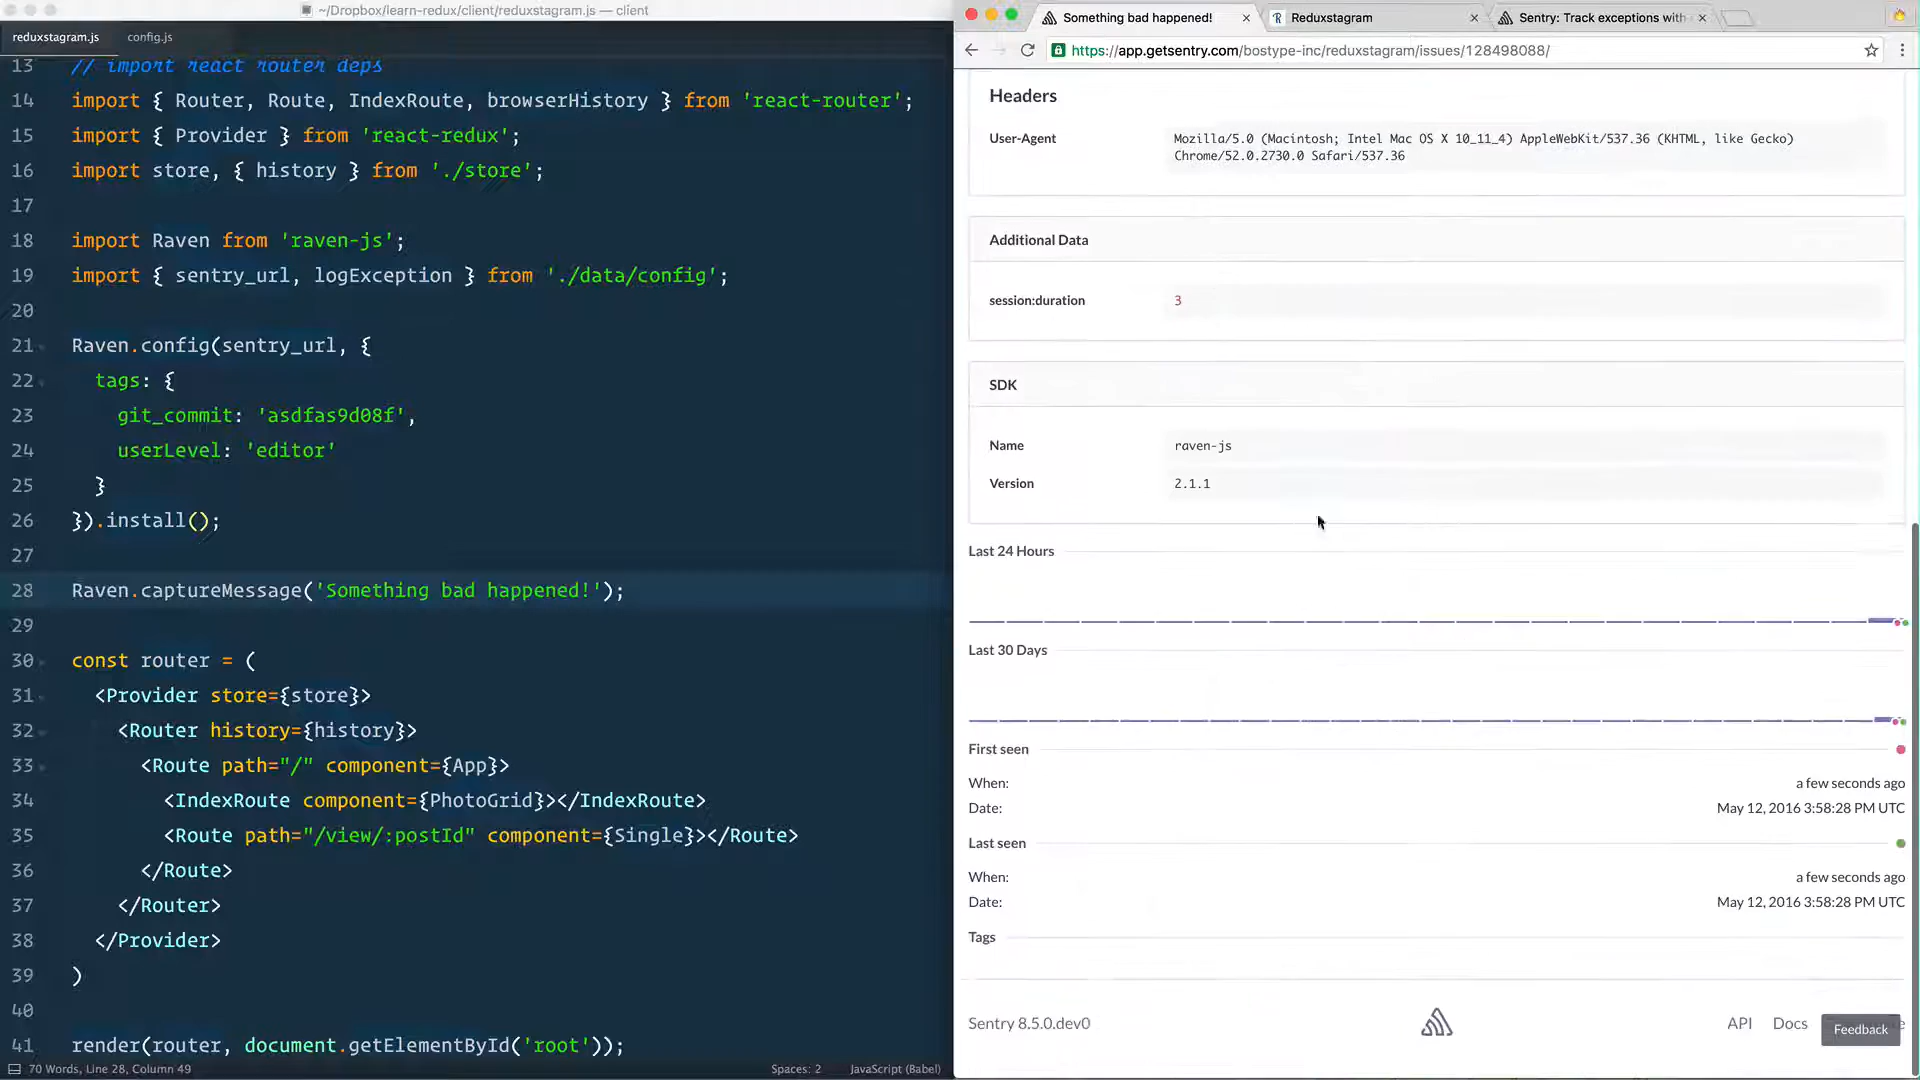 ~/Dropbox/learn-redux/client/reduxstagram.js — client
reduxstagram.js
config.js
13 // import react router deps
14 import { Router, Route, IndexRoute, browserHistory } from 'react-router';
15 import { Provider } from 'react-redux';
16 import store, { history } from './store';
17
18 import Raven from 'raven-js';
19 import { sentry_url, logException } from './data/config';
20
21 Raven.config(sentry_url, {
22 tags: {
23 git_commit: 'asdfas9d08f',
24 userLevel: 'editor'
25 }
26 }).install();
27
28 Raven.captureMessage('Something bad happened!');
29
30 const router = (
31 <Provider store={store}>
32 <Router history={history}>
33 <Route path="/" component={App}>
34 <IndexRoute component={PhotoGrid}></IndexRoute>
35 <Route path="/view/:postId" component={Single}></Route>
36 </Route>
37 </Router>
38 </Provider>
39 )
40
41 render(router, document.getElementById('root'));
70 Words, Line 28, Column 49
Spaces: 2
JavaScript (Babel)
Something bad happened!
Reduxstagram
Sentry: Track exceptions with
https://app.getsentry.com/bostype-inc/reduxstagram/issues/128498088/
Headers
User-Agent
Mozilla/5.0 (Macintosh; Intel Mac OS X 10_11_4) AppleWebKit/537.36 (KHTML, like Gecko)
Chrome/52.0.2730.0 Safari/537.36
Additional Data
session:duration 3
SDK
Name raven-js
Version 2.1.1
Last 24 Hours
Last 30 Days
First seen
When: a few seconds ago
Date: May 12, 2016 3:58:28 PM UTC
Last seen
When: a few seconds ago
Date: May 12, 2016 3:58:28 PM UTC
Tags
Sentry 8.5.0.dev0
API
Docs
Feedback